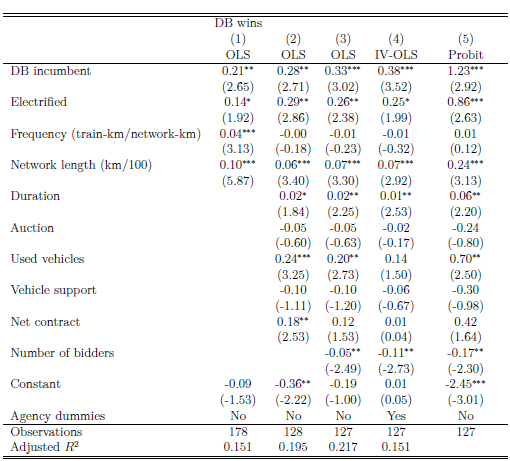 DB wins
(1) (2) (3) (4) (5)
OLS OLS OLS IV-OLS Probit
DB incumbent 0.21** 0.28** 0.33*** 0.38*** 1.23***
(2.65) (2.71) (3.02) (3.52) (2.92)
Electrified 0.14* 0.29** 0.26** 0.25* 0.86***
(1.92) (2.86) (2.38) (1.99) (2.63)
Frequency (train-km/network-km) 0.04*** -0.00 -0.01 -0.01 0.01
(3.13) (-0.18) (-0.23) (-0.32) (0.12)
Network length (km/100) 0.10*** 0.06*** 0.07*** 0.07** 0.24***
(5.87) (3.40) (3.30) (2.92) (3.13)
Duration 0.02* 0.02** 0.01** 0.06**
(1.84) (2.25) (2.53) (2.20)
Auction -0.05 -0.05 -0.02 -0.24
(-0.60) (-0.63) (-0.17) (-0.80)
Used vehicles 0.24*** 0.20** 0.14 0.70**
(3.25) (2.73) (1.50) (2.50)
Vehicle support -0.10 -0.10 -0.06 -0.30
(-1.11) (-1.20) (-0.67) (-0.98)
Net contract 0.18** 0.12 0.01 0.42
(2.53) (1.53) (0.04) (1.64)
Number of bidders -0.05** -0.11** -0.17**
(-2.49) (-2.73) (-2.30)
Constant -0.09 -0.36** -0.19 0.01 -2.45***
(-1.53) (-2.22) (-1.00) (0.05) (-3.01)
Agency dummies No No No Yes No
Observations 178 128 127 127 127
Adjusted R² 0.151 0.195 0.217 0.151